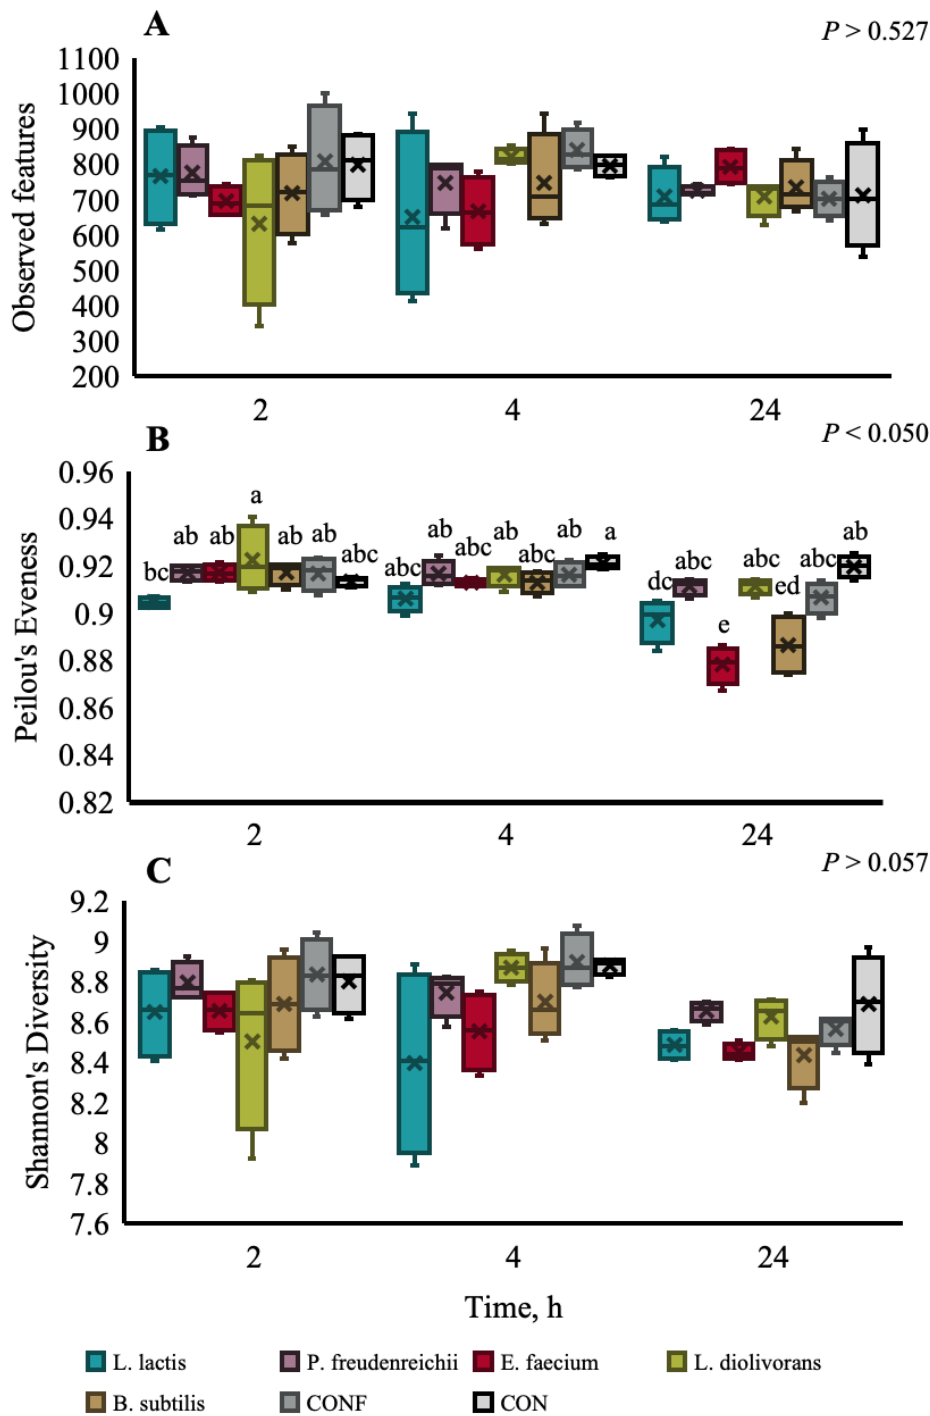 A
P > 0.527
Observed features
1100
1000
900
800
700
600
500
400
300
200
2 4 24
B
P < 0.050
Peilou's Eveness
0.96
0.94
0.92
0.9
0.88
0.86
0.84
0.82
bc ab ab a ab ab abc
abc ab abc ab abc ab a
dc abc e abc ed abc ab
2 4 24
C
P > 0.057
Shannon's Diversity
9.2
9
8.8
8.6
8.4
8.2
8
7.8
7.6
2 4 24
Time, h
L. lactis P. freudenreichii E. faecium L. diolivorans
B. subtilis CONF CON